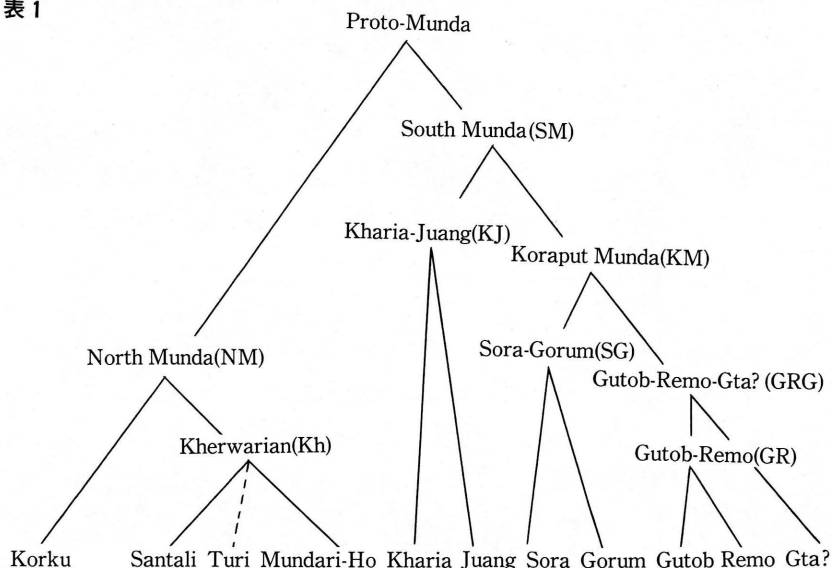 表 1
Proto-Munda
South Munda(SM)
Kharia-Juang(KJ)
Koraput Munda(KM)
North Munda(NM)
Sora-Gorum(SG)
Gutob-Remo-Gta? (GRG)
Kherwarian(Kh)
Gutob-Remo(GR)
Korku Santali Turi Mundari-Ho Kharia Juang Sora Gorum Gutob Remo Gta?